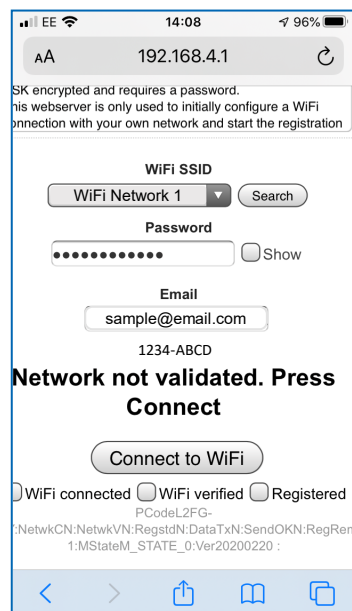 EE 14:08 96%
AA 192.168.4.1
SK encrypted and requires a password.
his webserver is only used to initially configure a WiFi
onnection with your own network and start the registration
WiFi SSID
WiFi Network 1 Search
Password
●●●●●●●●●●●● Show
Email
sample@email.com
1234-ABCD
Network not validated. Press
Connect
Connect to WiFi
WiFi connected WiFi verified Registered
PCodeL2FG-
:NetwkCN:NetwkVN:RegstdN:DataTxN:SendOKN:RegRem
1:MStateM_STATE_0:Ver20200220 :